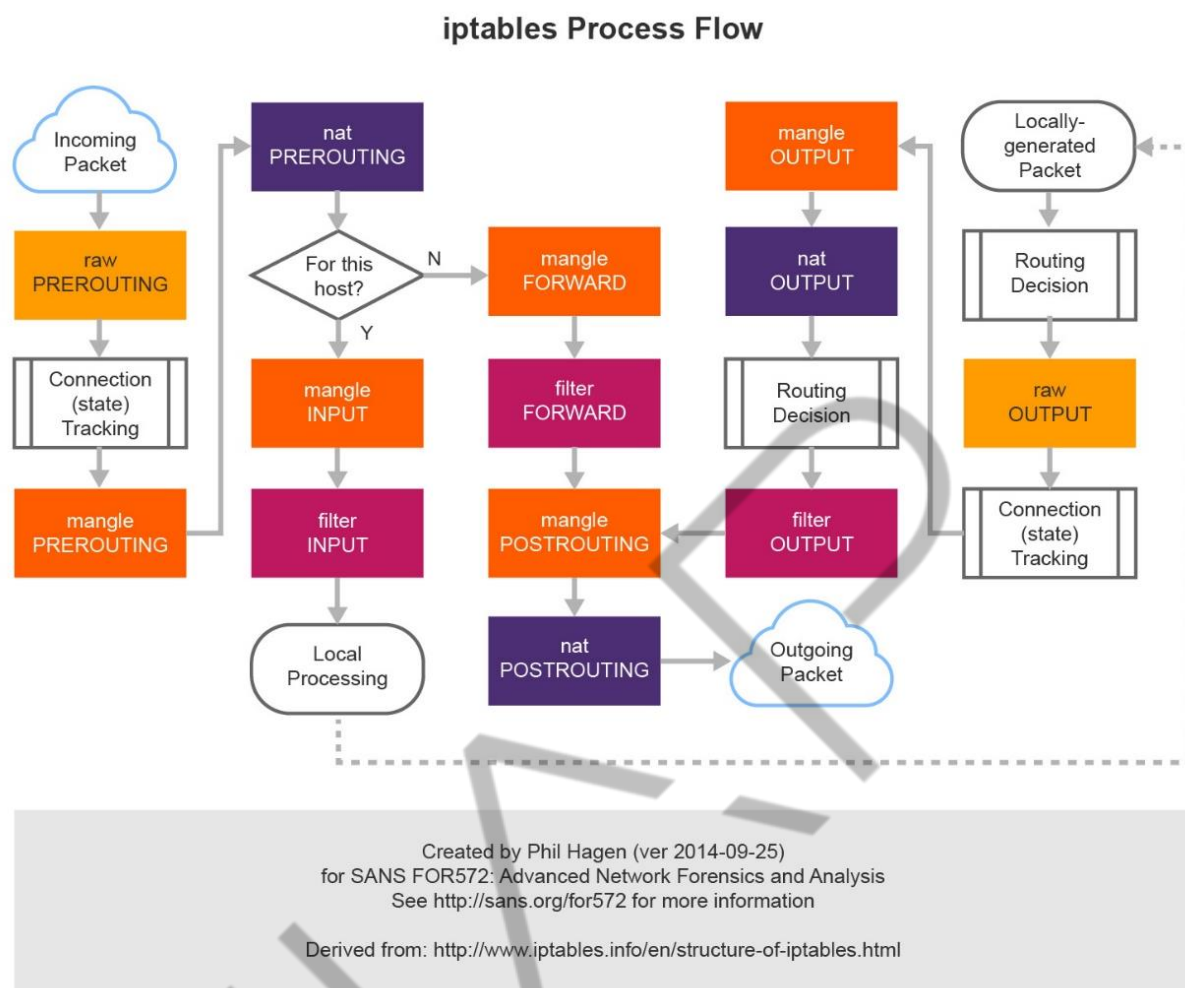 iptables Process Flow
Incoming
Packet
raw
PREROUTING
Connection
(state)
Tracking
mangle
PREROUTING
nat
PREROUTING
For this
host?
N
Y
mangle
INPUT
filter
INPUT
Local
Processing
mangle
FORWARD
filter
FORWARD
mangle
POSTROUTING
nat
POSTROUTING
mangle
OUTPUT
nat
OUTPUT
Routing
Decision
filter
OUTPUT
Outgoing
Packet
Locally-
generated
Packet
Routing
Decision
raw
OUTPUT
Connection
(state)
Tracking
Created by Phil Hagen (ver 2014-09-25)
for SANS FOR572: Advanced Network Forensics and Analysis
See http://sans.org/for572 for more information
Derived from: http://www.iptables.info/en/structure-of-iptables.html